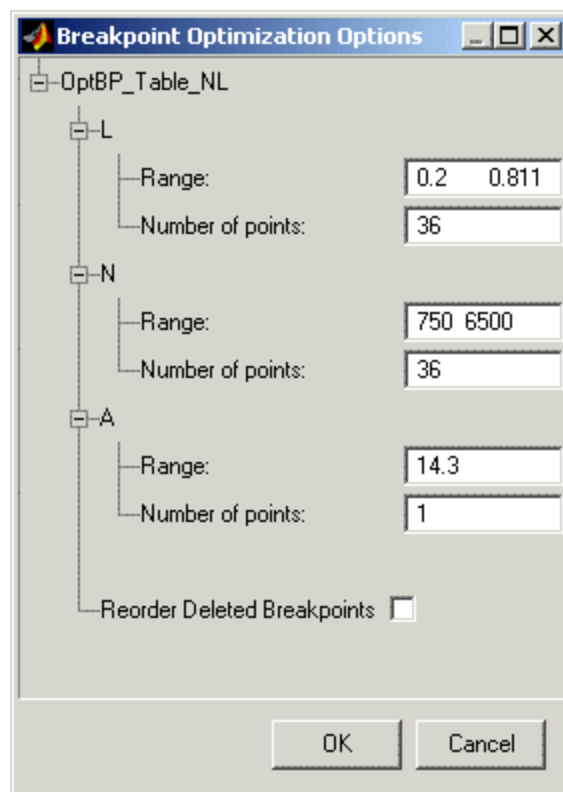 Breakpoint Optimization Options
OptBP_Table_NL
L
Range: 0.2 0.811
Number of points: 36
N
Range: 750 6500
Number of points: 36
A
Range: 14.3
Number of points: 1
Reorder Deleted Breakpoints
OK Cancel